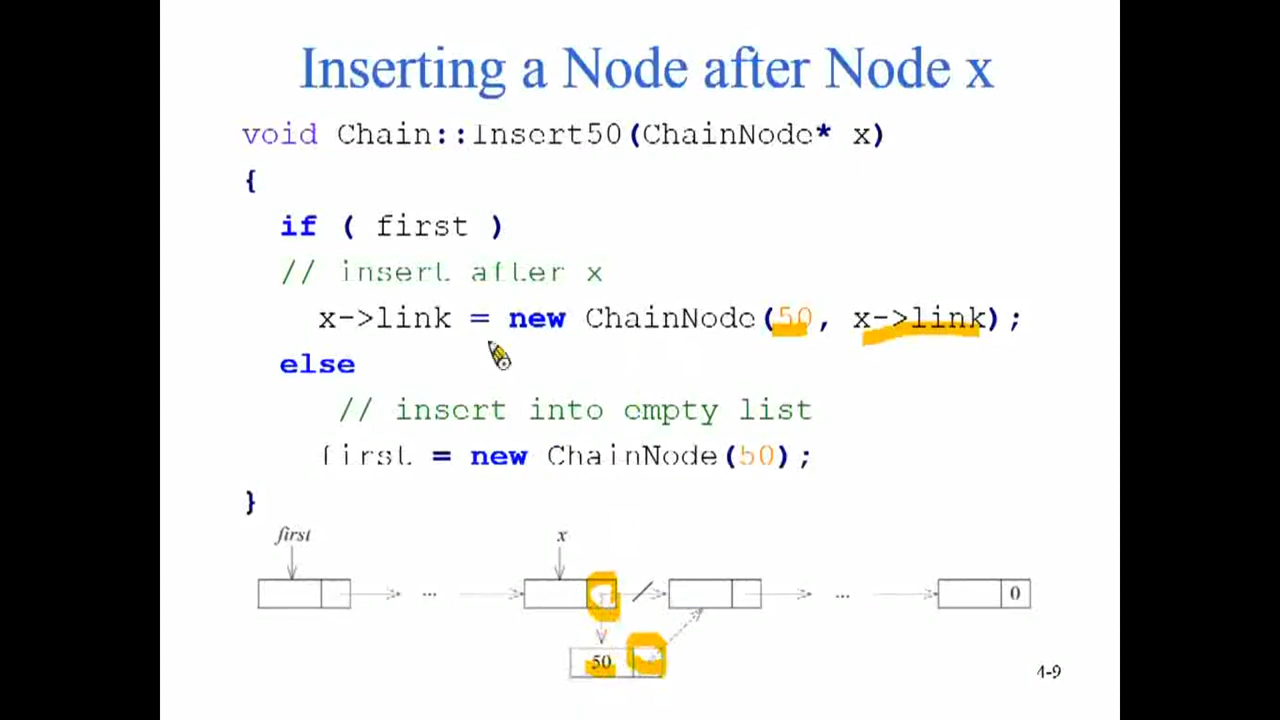 Inserting a Node after Node x
void Chain::Insert50(ChainNode* x)
{
if ( first )
// insert after x
x->link = new ChainNode(50, x->link);
else
// insert into empty list
first = new ChainNode(50);
}
first
x
...
...
0
50
4-9